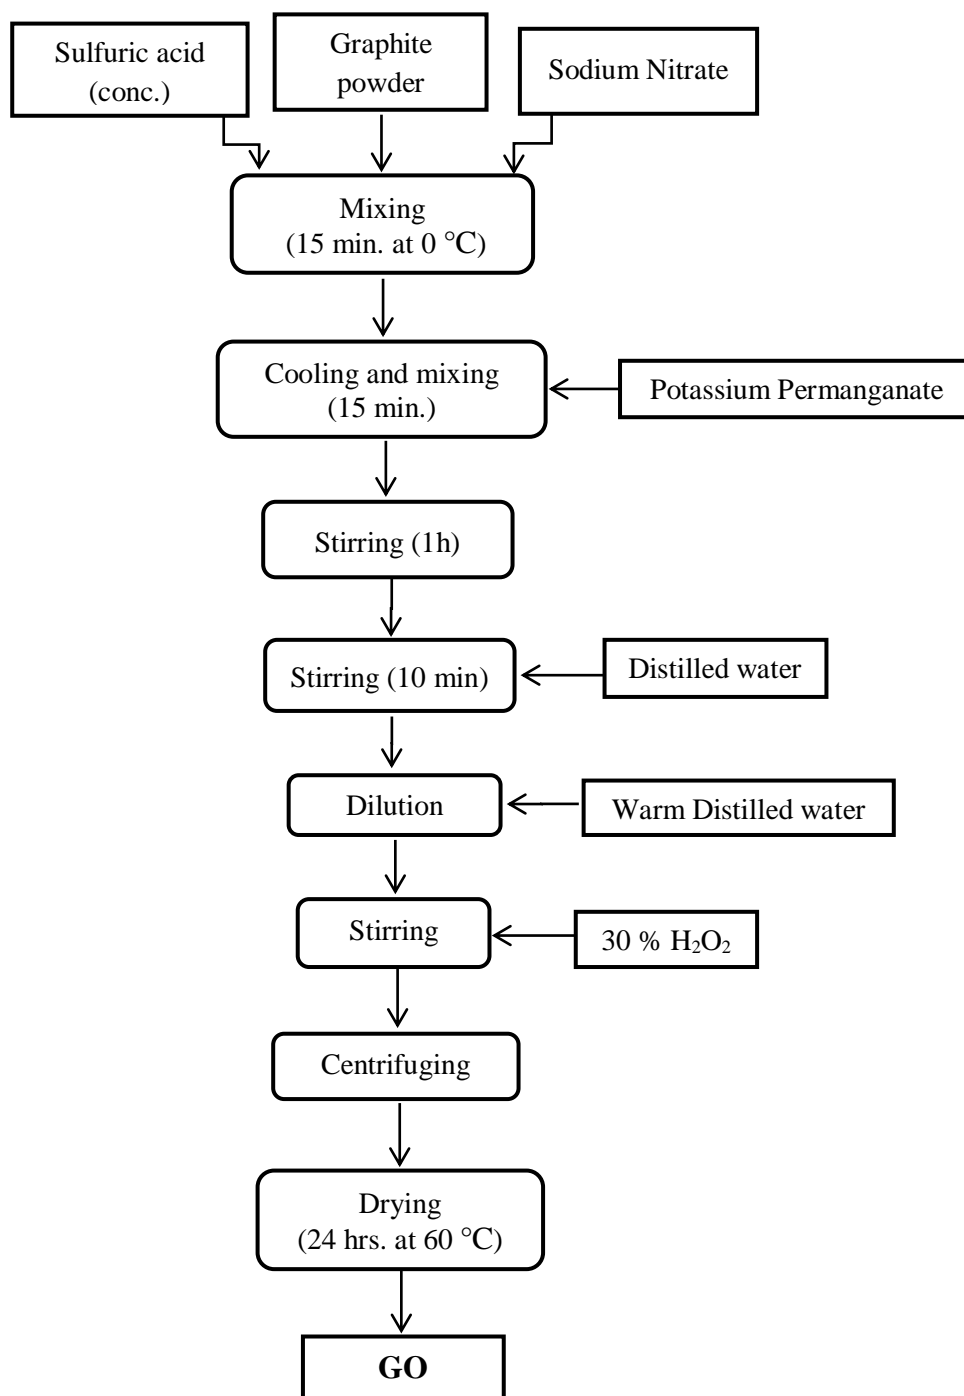 Sulfuric acid
(conc.)
Graphite
powder
Sodium Nitrate
Mixing
(15 min. at 0 °C)
Cooling and mixing
(15 min.)
Potassium Permanganate
Stirring (1h)
Stirring (10 min)
Distilled water
Dilution
Warm Distilled water
Stirring
30 % H₂O₂
Centrifuging
Drying
(24 hrs. at 60 °C)
GO